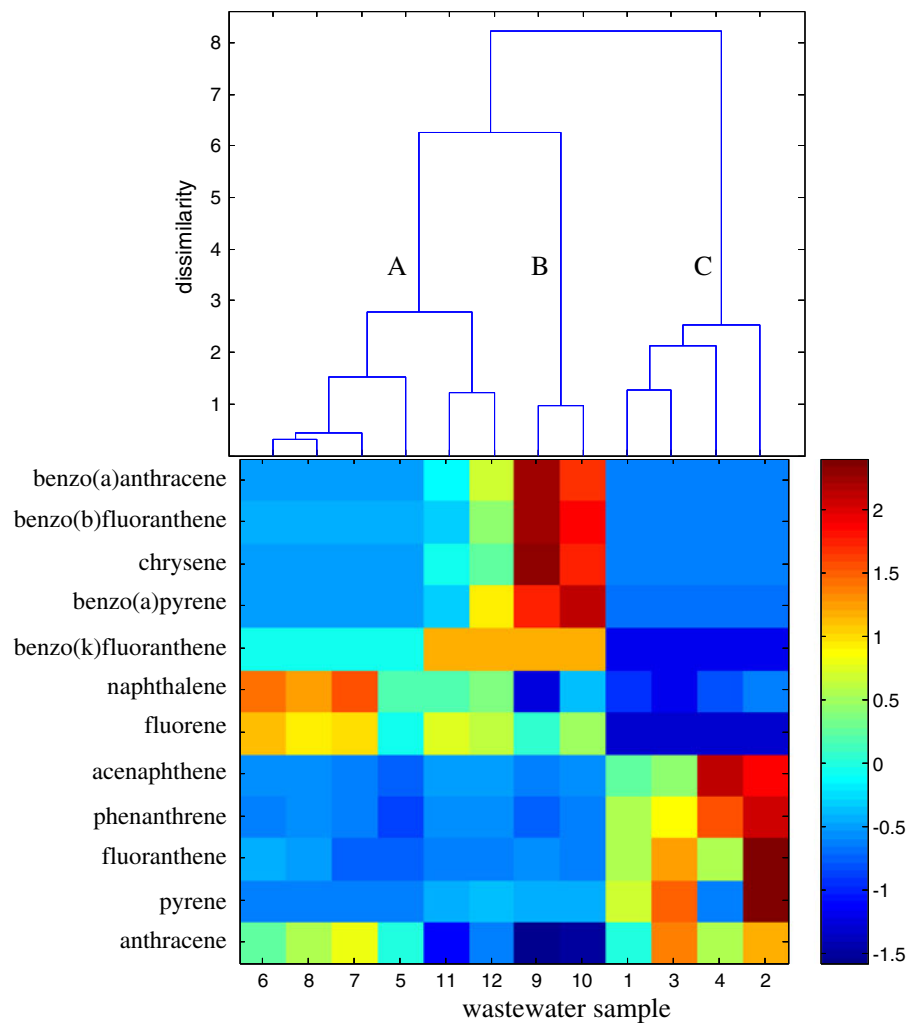 8
7
6
5
4
3
2
1
dissimilarity
A B C
benzo(a)anthracene
benzo(b)fluoranthene
chrysene
benzo(a)pyrene
benzo(k)fluoranthene
naphthalene
fluorene
acenaphthene
phenanthrene
fluoranthene
pyrene
anthracene
2
1.5
1
0.5
0
-0.5
-1
-1.5
6 8 7 5 11 12 9 10 1 3 4 2
wastewater sample